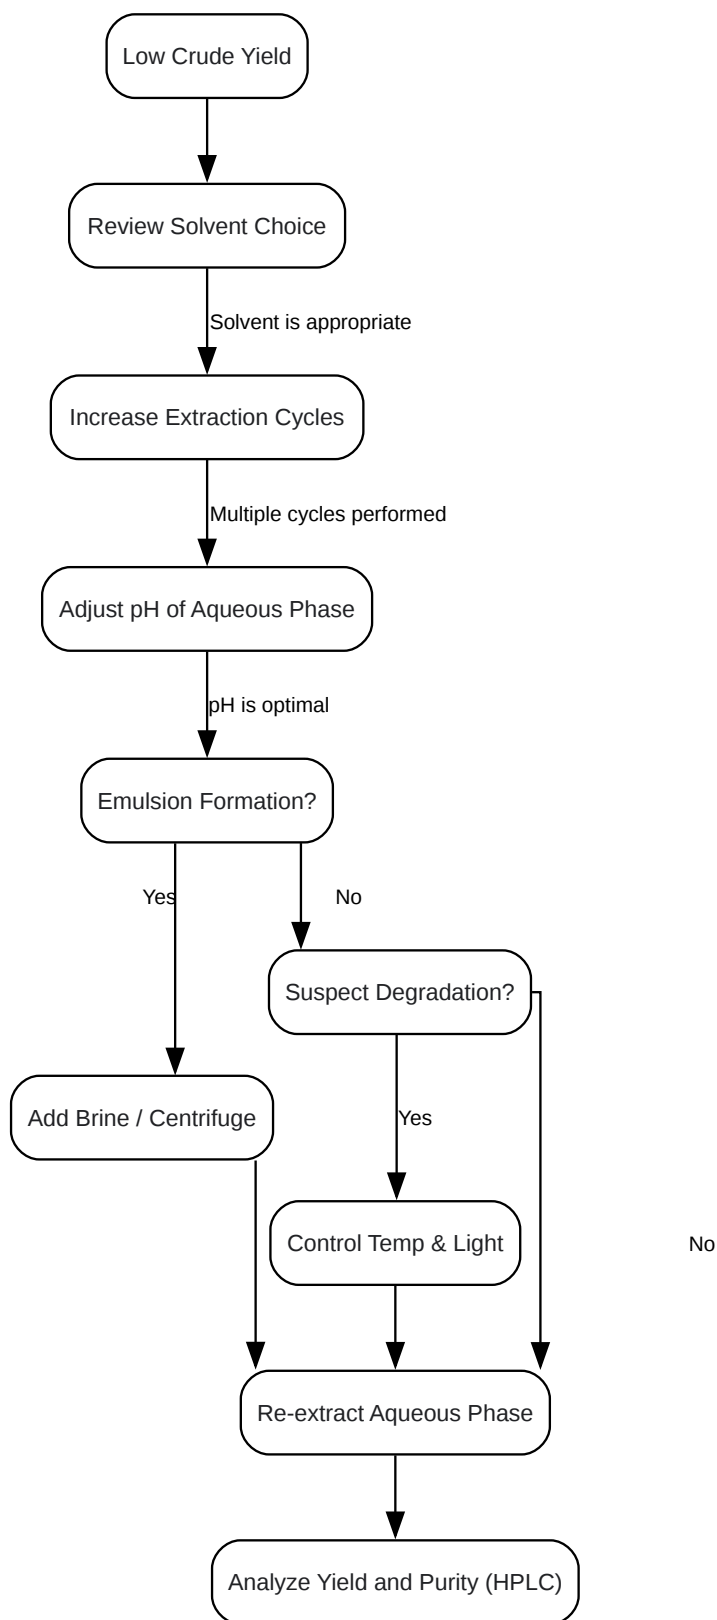 Low Crude Yield
Review Solvent Choice
Solvent is appropriate
Increase Extraction Cycles
Multiple cycles performed
Adjust pH of Aqueous Phase
pH is optimal
Emulsion Formation?
Yes
No
Suspect Degradation?
Add Brine / Centrifuge
Yes
Control Temp & Light
No
Re-extract Aqueous Phase
Analyze Yield and Purity (HPLC)